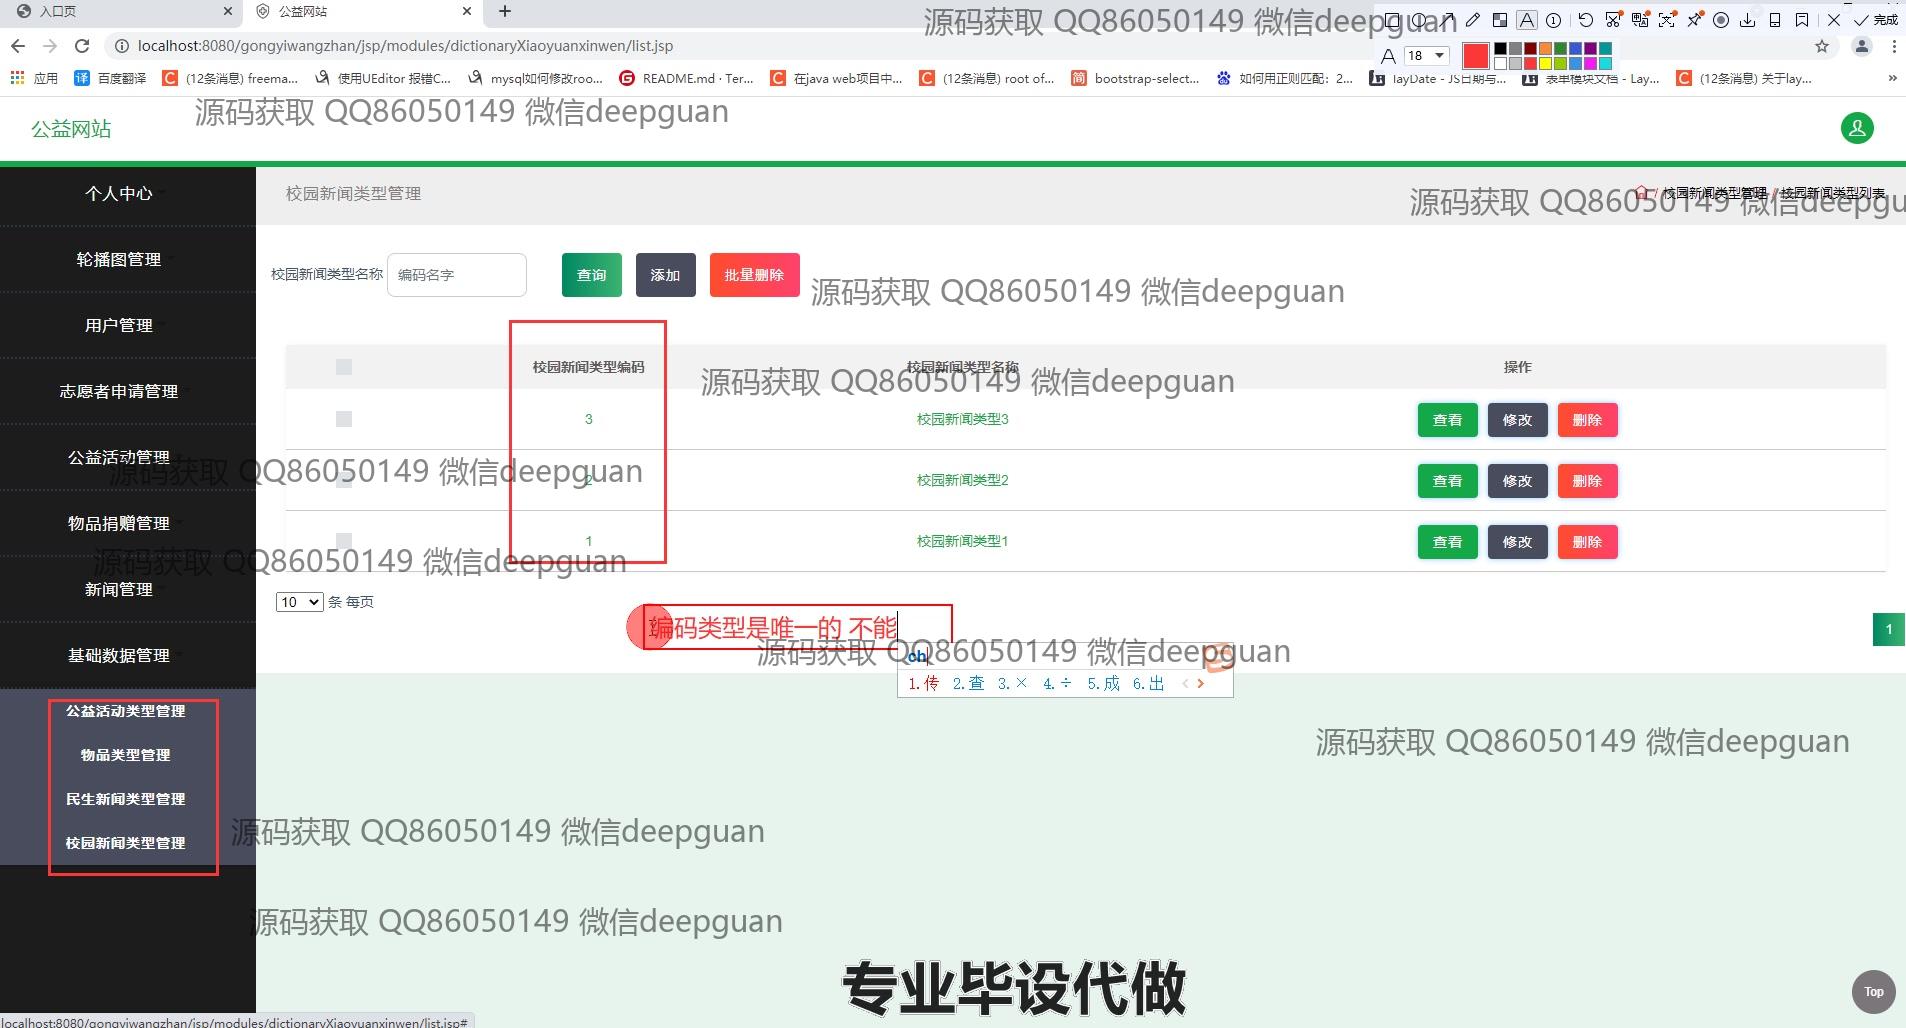 入口页
公益网站
源码获取 QQ86050149 微信deepguan
完成
localhost:8080/gongyiwangzhan/jsp/modules/dictionaryXiaoyuanxinwen/list.jsp
A 18
应用 百度翻译 (12条消息) freema... 使用UEditor 报错C... mysql如何修改roo... README.md · Ter... 在java web项目中... (12条消息) root of... bootstrap-select... 如何用正则匹配：2... layDate - JS日期与... 表单模块文档 - Lay... (12条消息) 关于lay... »
源码获取 QQ86050149 微信deepguan
公益网站
个人中心
校园新闻类型管理
/ 校园新闻类型管理 / 校园新闻类型列表
源码获取 QQ86050149 微信deepgu
轮播图管理
校园新闻类型名称 编码名字 查询 添加 批量删除
源码获取 QQ86050149 微信deepguan
用户管理
校园新闻类型编码 校园新闻类型名称 操作
源码获取 QQ86050149 微信deepguan
志愿者申请管理
3 校园新闻类型3 查看 修改 删除
公益活动管理
源码获取 QQ86050149 微信deepguan
2 校园新闻类型2 查看 修改 删除
物品捐赠管理
1 校园新闻类型1 查看 修改 删除
源码获取 QQ86050149 微信deepguan
新闻管理
10 条 每页
编码类型是唯一的 不能
1
基础数据管理
源码获取 QQ86050149 微信deepguan
ch
1.传 2.查 3.× 4.÷ 5.成 6.出
公益活动类型管理
源码获取 QQ86050149 微信deepguan
物品类型管理
民生新闻类型管理
校园新闻类型管理
源码获取 QQ86050149 微信deepguan
源码获取 QQ86050149 微信deepguan
专业毕设代做
Top
localhost:8080/gongyiwangzhan/jsp/modules/dictionaryXiaoyuanxinwen/list.jsp#